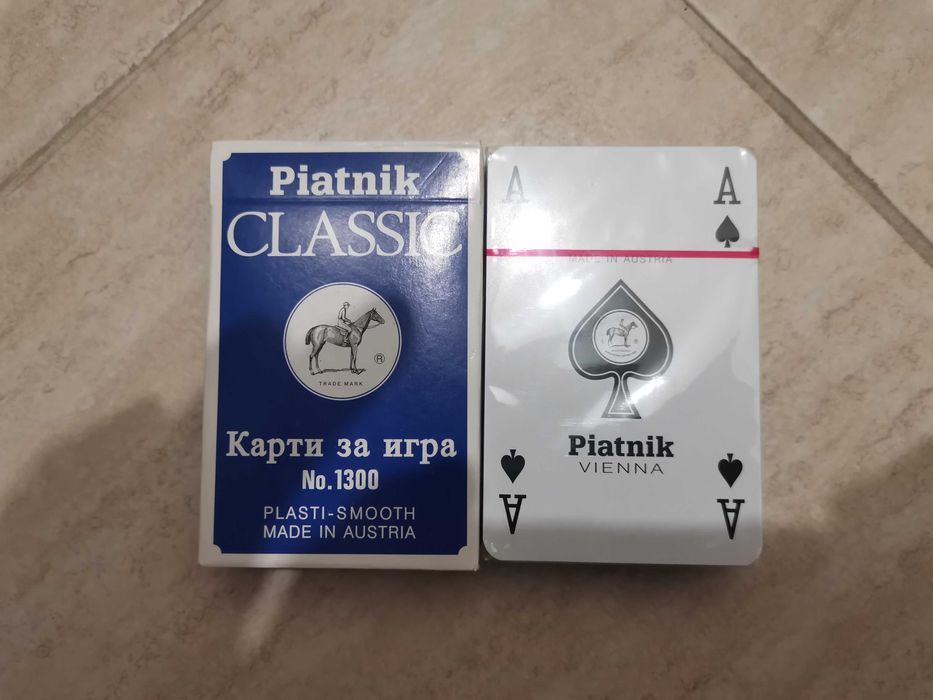 Piatnik
CLASSIC
®
TRADE MARK
Карти за игра
No.1300
PLASTI-SMOOTH
MADE IN AUSTRIA
A
A
MADE IN AUSTRIA
Piatnik
VIENNA
A
A